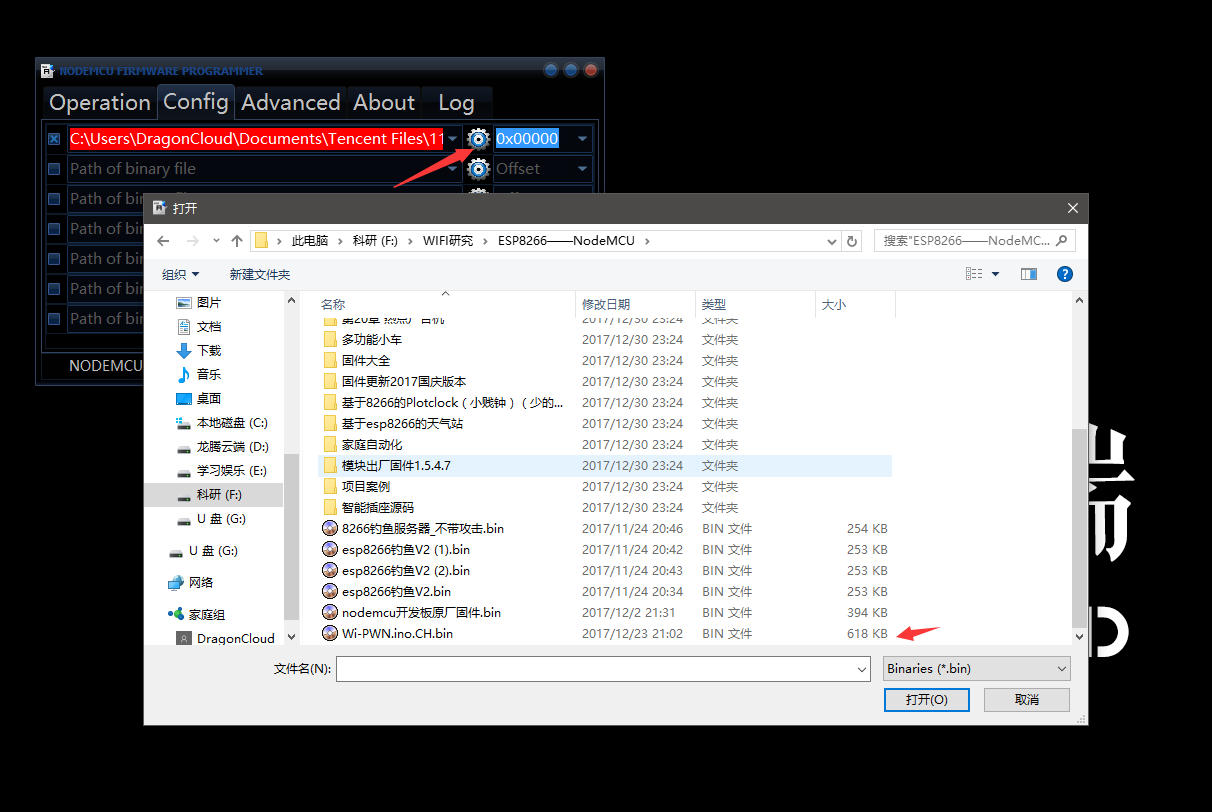 NODEMCU FIRMWARE PROGRAMMER
Operation Config Advanced About Log
C:\Users\DragonCloud\Documents\Tencent Files\11 0x00000
Path of binary file Offset
Path of bin
Path of bin
Path of bin
Path of bin
Path of bin
NODEMCU
打开
此电脑 › 科研 (F:) › WIFI研究 › ESP8266——NodeMCU ›
搜索"ESP8266——NodeMC...
组织 新建文件夹
图片
文档
下载
音乐
桌面
本地磁盘 (C:)
龙腾云端 (D:)
学习娱乐 (E:)
科研 (F:)
U 盘 (G:)
U 盘 (G:)
网络
家庭组
DragonCloud
名称 修改日期 类型 大小
2017/12/30 23:24 文件夹
多功能小车 2017/12/30 23:24 文件夹
固件大全 2017/12/30 23:24 文件夹
固件更新2017国庆版本 2017/12/30 23:24 文件夹
基于8266的Plotclock（小贱钟）(少的... 2017/12/30 23:24 文件夹
基于esp8266的天气站 2017/12/30 23:24 文件夹
家庭自动化 2017/12/30 23:24 文件夹
模块出厂固件1.5.4.7 2017/12/30 23:24 文件夹
项目案例 2017/12/30 23:24 文件夹
智能插座源码 2017/12/30 23:24 文件夹
8266钓鱼服务器_不带攻击.bin 2017/11/24 20:46 BIN 文件 254 KB
esp8266钓鱼V2 (1).bin 2017/11/24 20:42 BIN 文件 253 KB
esp8266钓鱼V2 (2).bin 2017/11/24 20:43 BIN 文件 253 KB
esp8266钓鱼V2.bin 2017/11/24 20:34 BIN 文件 253 KB
nodemcu开发板原厂固件.bin 2017/12/2 21:31 BIN 文件 394 KB
Wi-PWN.ino.CH.bin 2017/12/23 21:02 BIN 文件 618 KB
文件名(N): Binaries (*.bin)
打开(O) 取消